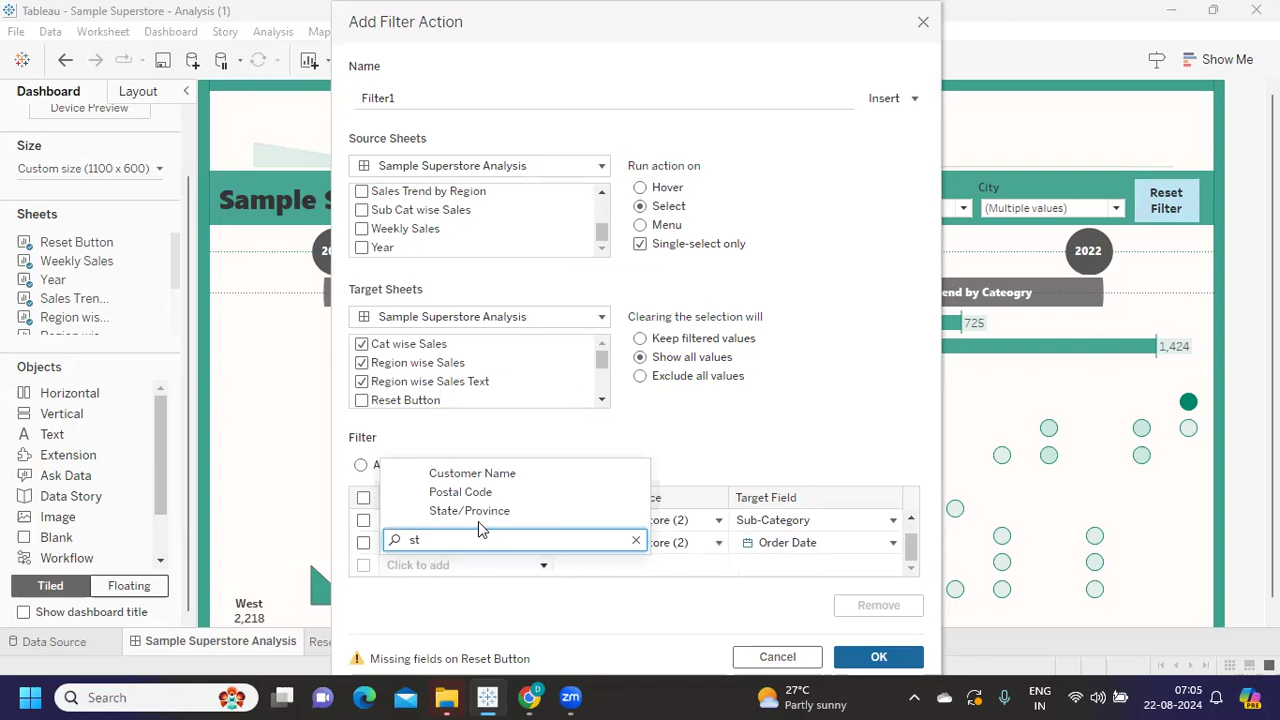 Tableau - Sample Superstore - Analysis (1)
File Data Worksheet Dashboard Story Analysis Map
Show Me
Dashboard Layout
Device Preview
Size
Custom size (1100 x 600)
Sheets
Reset Button
Weekly Sales
Year
Sales Tren...
Region wis...
Objects
Horizontal
Vertical
Text
Extension
Ask Data
Data Story
Image
Blank
Workflow
Tiled Floating
Show dashboard title
Data Source
Sample Superstore Analysis
Add Filter Action
Name
Filter1
Insert
Source Sheets
Sample Superstore Analysis
Sales Trend by Region
Sub Cat wise Sales
Weekly Sales
Year
Run action on
Hover
Select
Menu
Single-select only
Target Sheets
Sample Superstore Analysis
Cat wise Sales
Region wise Sales
Region wise Sales Text
Reset Button
Clearing the selection will
Keep filtered values
Show all values
Exclude all values
Filter
Customer Name
Postal Code
State/Province
st
Click to add
Target Field
ore (2) Sub-Category
ore (2) Order Date
Remove
Missing fields on Reset Button
Cancel OK
Sample S
City
(Multiple values)
Reset
Filter
2022
end by Cateogry
725
1,424
West
2,218
Search
27°C
Partly sunny
ENG
IN
07:05
22-08-2024